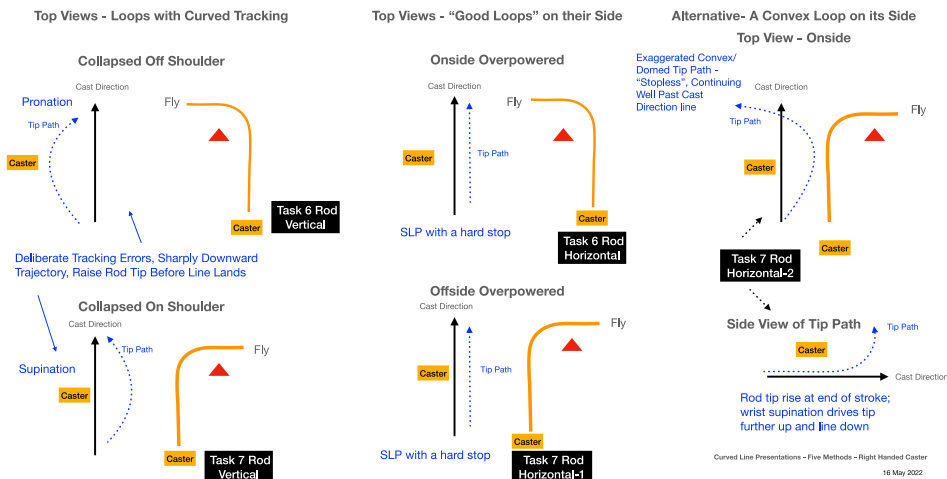 Top Views - Loops with Curved Tracking
Collapsed Off Shoulder
Cast Direction
Pronation
Tip Path
Fly
Caster
Caster
Task 6 Rod
Vertical
Deliberate Tracking Errors, Sharply Downward
Trajectory, Raise Rod Tip Before Line Lands
Collapsed On Shoulder
Cast Direction
Tip Path
Fly
Supination
Caster
Caster
Task 7 Rod
Vertical
Top Views - “Good Loops” on their Side
Onside Overpowered
Cast Direction
Fly
Tip Path
Caster
Caster
SLP with a hard stop
Task 6 Rod
Horizontal
Offside Overpowered
Cast Direction
Fly
Tip Path
Caster
Caster
SLP with a hard stop
Task 7 Rod
Horizontal-1
Alternative- A Convex Loop on its Side
Top View - Onside
Exaggerated Convex/
Domed Tip Path -
“Stopless”, Continuing
Well Past Cast
Direction line
Cast Direction
Tip Path
Fly
Caster
Caster
Task 7 Rod
Horizontal-2
Side View of Tip Path
Tip Path
Caster
Cast Direction
Rod tip rise at end of stroke;
wrist supination drives tip
further up and line down
Curved Line Presentations - Five Methods - Right Handed Caster
16 May 2022